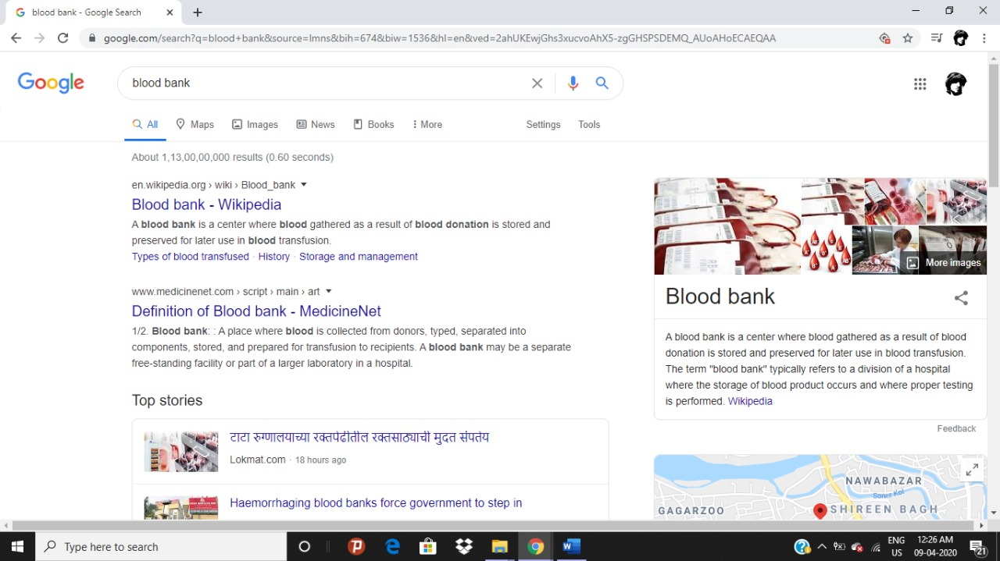 blood bank - Google Search
google.com/search?q=blood+bank&source=lmns&bih=674&biw=1536&hl=en&ved=2ahUKEwjGhs3xucvoAhX5-zgGHSPSDEMQ_AUoAHoECAEQAA
Google
blood bank
All Maps Images News Books More Settings Tools
About 1,13,00,00,000 results (0.60 seconds)
en.wikipedia.org › wiki › Blood_bank
Blood bank - Wikipedia
A blood bank is a center where blood gathered as a result of blood donation is stored and
preserved for later use in blood transfusion.
Types of blood transfused · History · Storage and management
www.medicinenet.com › script › main › art
Definition of Blood bank - MedicineNet
1/2. Blood bank: : A place where blood is collected from donors, typed, separated into
components, stored, and prepared for transfusion to recipients. A blood bank may be a separate
free-standing facility or part of a larger laboratory in a hospital.
Top stories
टाटा रुग्णालयाच्या रक्तपेढीतील रक्तसाठ्याची मुदत संपतेय
Lokmat.com · 18 hours ago
Haemorrhaging blood banks force government to step in
More images
Blood bank
A blood bank is a center where blood gathered as a result of blood
donation is stored and preserved for later use in blood transfusion.
The term "blood bank" typically refers to a division of a hospital
where the storage of blood product occurs and where proper testing
is performed. Wikipedia
Feedback
NAWABAZAR
Soner Kol
GAGARZOO
SHIREEN BAGH
Type here to search
ENG
US
12:26 AM
09-04-2020
21